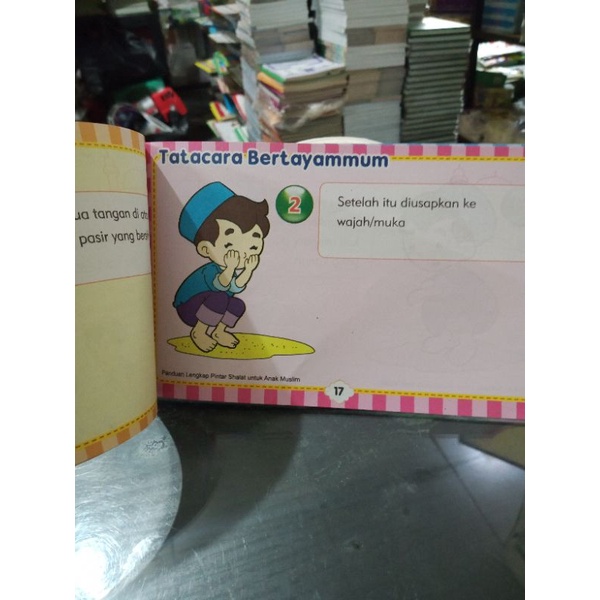 ua tangan di
pasir yang
Tatacara Bertayammum
2
Setelah itu diusapkan ke
wajah/muka
Panduan Lengkap Pintar Shalat untuk Anak Muslim
17